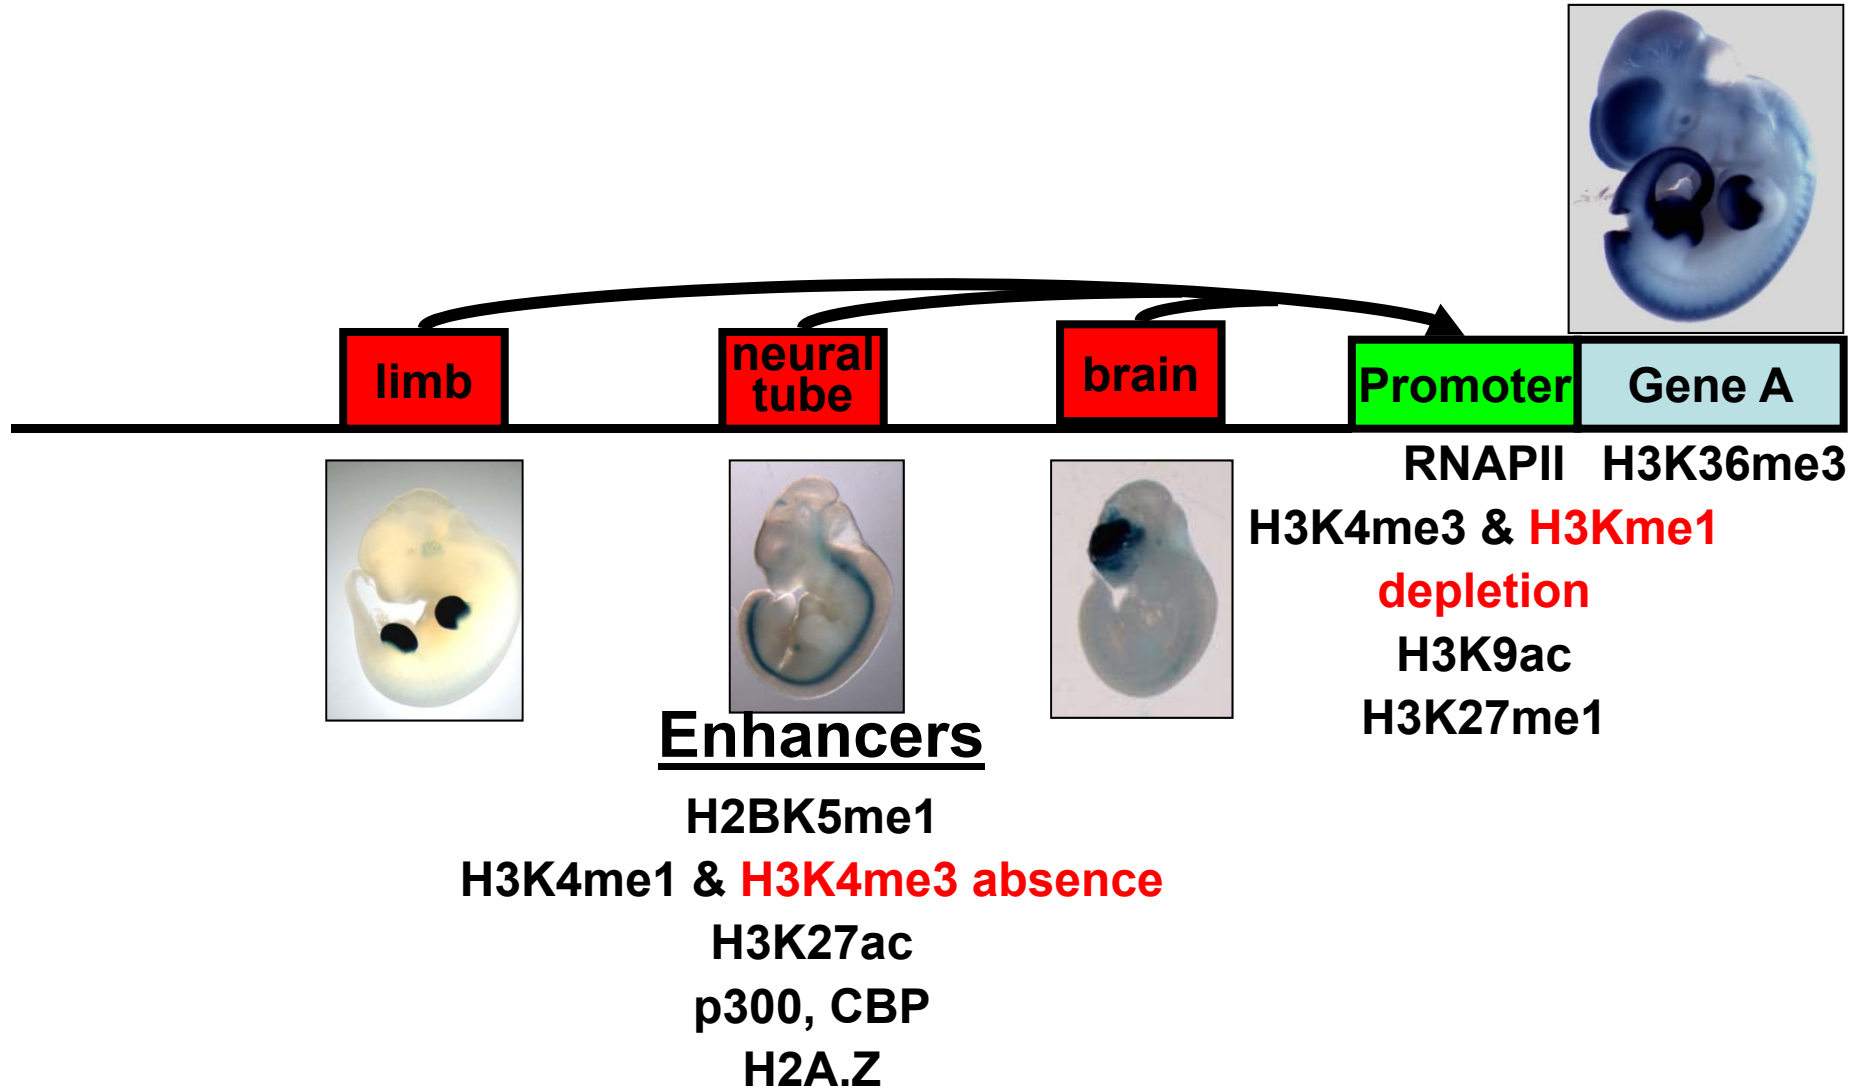 limb
neural
tube
brain
Promoter
Gene A
RNAPII H3K36me3
H3K4me3 & H3Kme1
depletion
H3K9ac
H3K27me1
Enhancers
H2BK5me1
H3K4me1 & H3K4me3 absence
H3K27ac
p300, CBP
H2A.Z